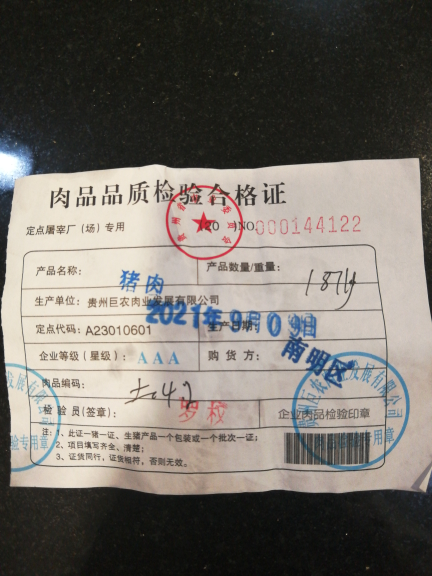 肉品品质检验合格证
定点屠宰厂(场)专用
NO 000144122
产品名称: 猪肉
产品数量/重量:
生产单位: 贵州巨农肉业发展有限公司
生产日期: 2021年9月09日
定点代码: A23010601
企业等级(星级): AAA
购货方: 南明区
肉品编码:
检验员(签章):
企业肉品检验印章
注: 1、此证一猪一证、生猪产品一个包装或一个批次一证;
2、项目填写齐全、清楚;
3、证货同行,证货相符,否则无效。